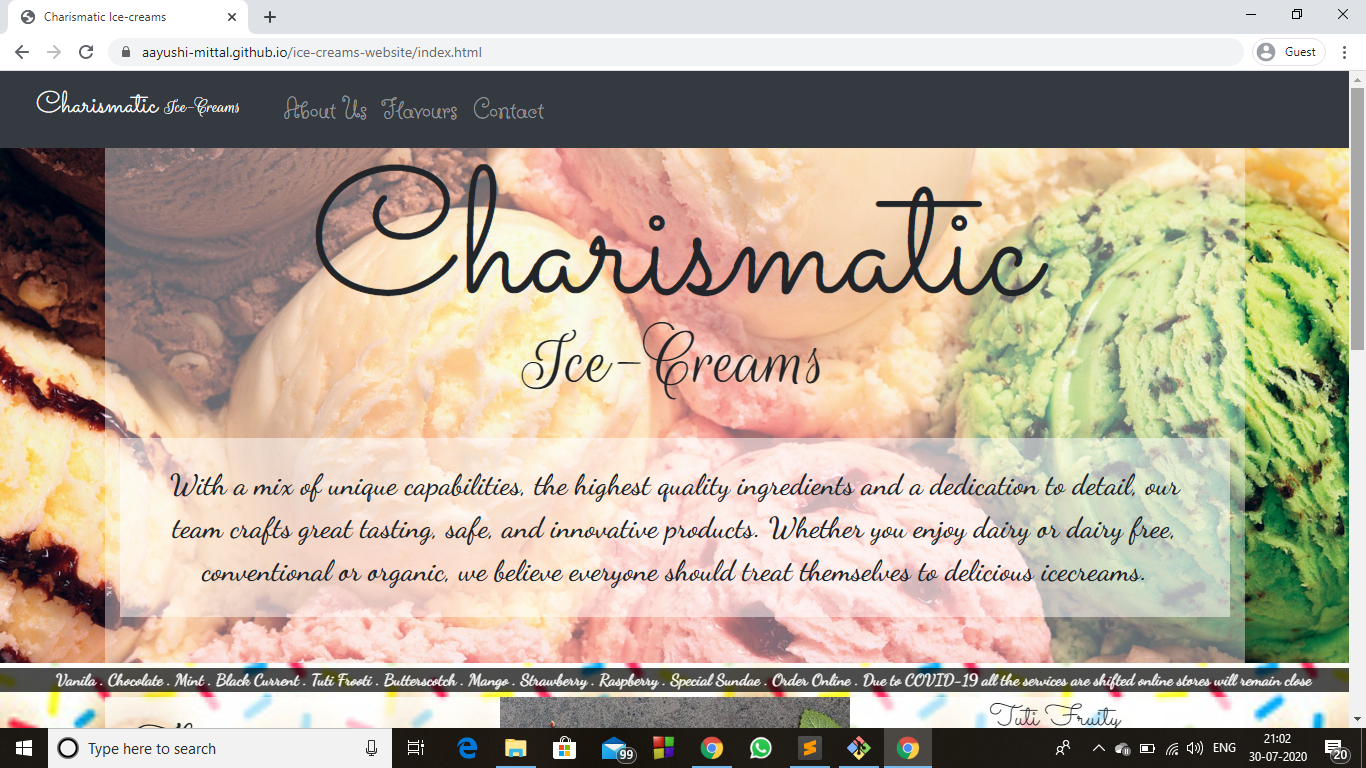 Charismatic Ice-creams
aayushi-mittal.github.io/ice-creams-website/index.html
Guest
Charismatic Ice-Creams About Us Flavours Contact
Charismatic
Ice-Creams
With a mix of unique capabilities, the highest quality ingredients and a dedication to detail, our
team crafts great tasting, safe, and innovative products. Whether you enjoy dairy or dairy free,
conventional or organic, we believe everyone should treat themselves to delicious icecreams.
Vanila . Chocolate . Mint . Black Current . Tuti Frooti . Butterscotch . Mango . Strawberry . Raspberry . Special Sundae . Order Online . Due to COVID-19 all the services are shifted online stores will remain close
Tuti Fruity
Type here to search
99
ENG
21:02
30-07-2020
20